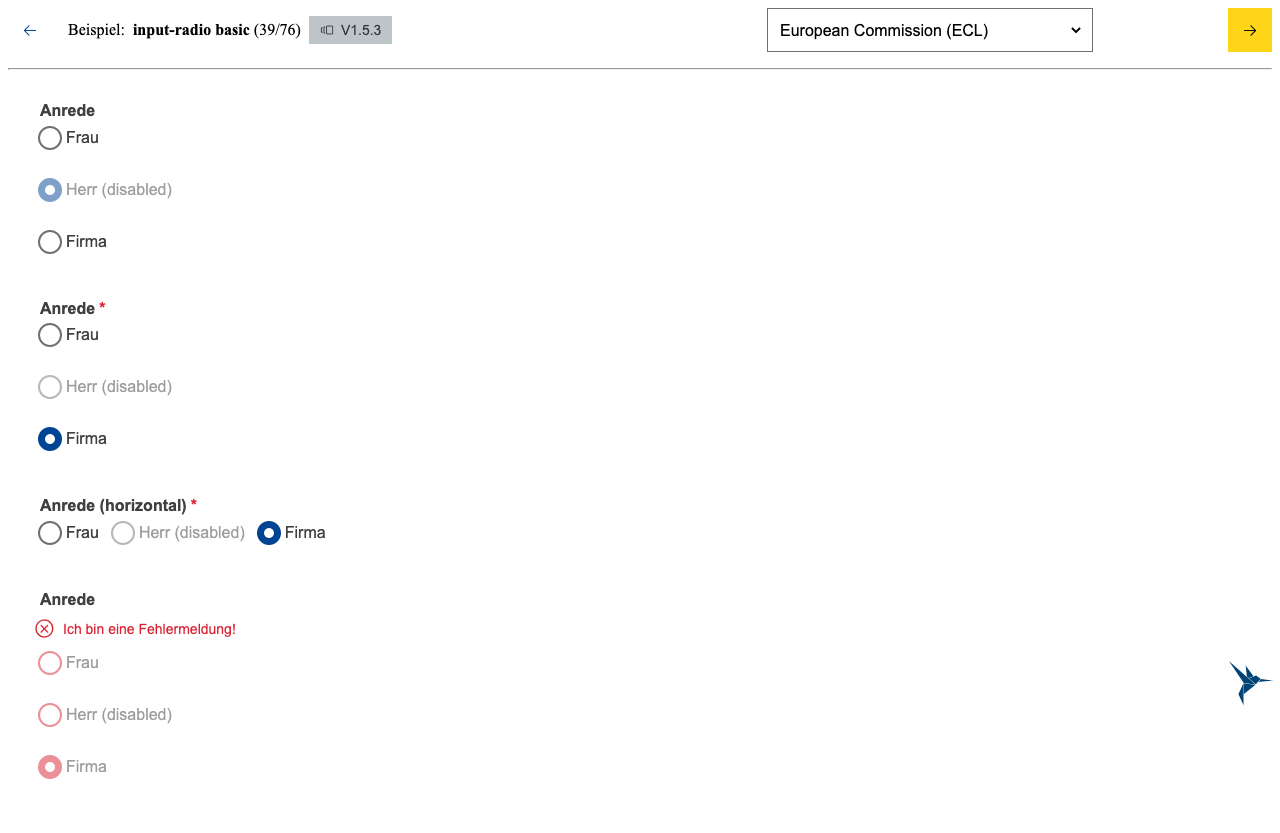 Beispiel: input-radio basic (39/76) V1.5.3 European Commission (ECL)
Anrede
Frau
Herr (disabled)
Firma
Anrede *
Frau
Herr (disabled)
Firma
Anrede (horizontal) *
Frau Herr (disabled) Firma
Anrede
Ich bin eine Fehlermeldung!
Frau
Herr (disabled)
Firma